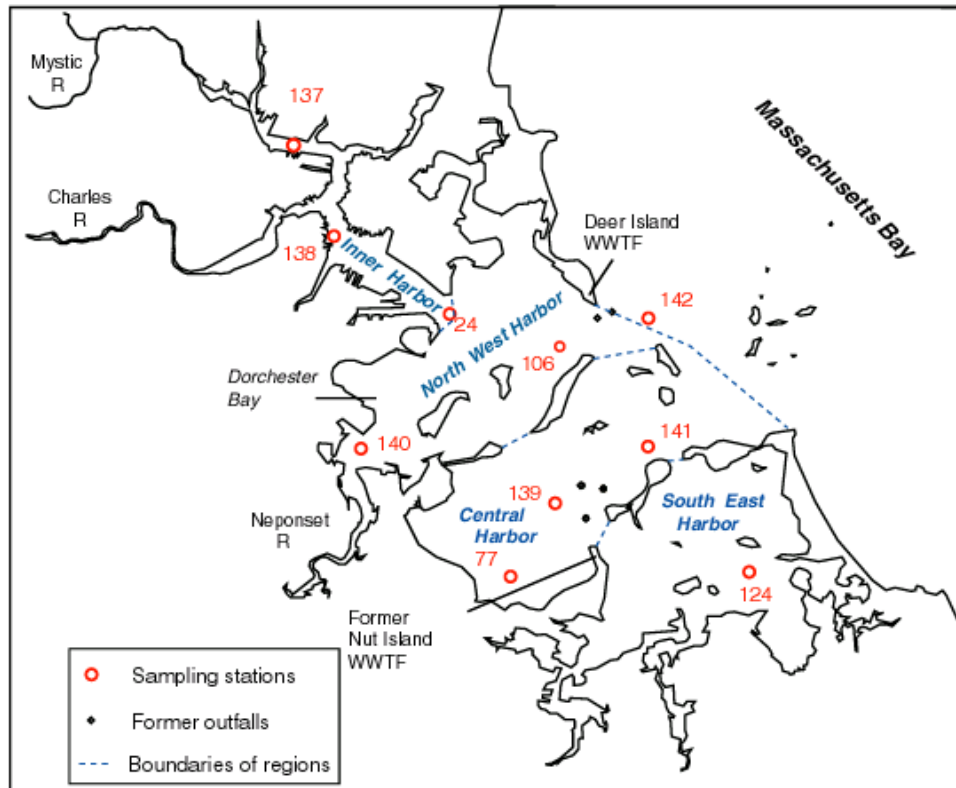 Mystic
R
137
Massachusetts Bay
Charles
R
138
Inner Harbor
Deer Island
WWTF
142
24
North West Harbor
106
Dorchester
Bay
140
141
139
Central
Harbor
South East
Harbor
Neponset
R
77
124
Former
Nut Island
WWTF
Sampling stations
Former outfalls
Boundaries of regions